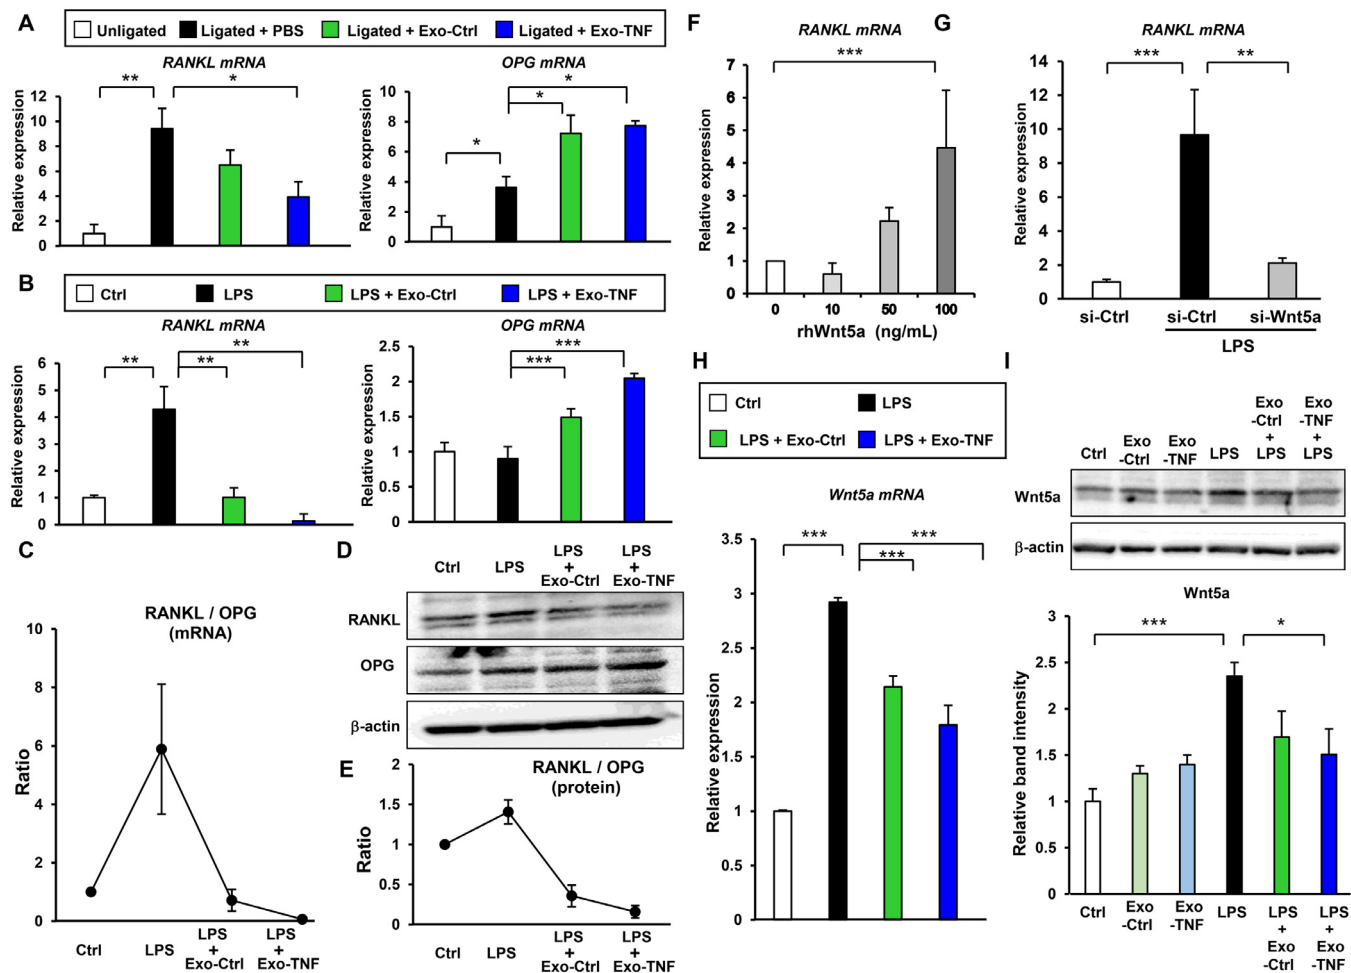 A
Unligated
Ligated + PBS
Ligated + Exo-Ctrl
Ligated + Exo-TNF
RANKL mRNA
**
*
Relative expression
12
10
8
6
4
2
0
OPG mRNA
*
*
*
Relative expression
10
8
6
4
2
0
B
Ctrl
LPS
LPS + Exo-Ctrl
LPS + Exo-TNF
RANKL mRNA
**
**
**
Relative expression
6
5
4
3
2
1
0
OPG mRNA
***
***
Relative expression
2.5
2
1.5
1
0.5
0
C
RANKL / OPG
(mRNA)
Ratio
10
8
6
4
2
0
Ctrl
LPS
LPS
+
Exo-Ctrl
LPS
+
Exo-TNF
D
Ctrl
LPS
LPS
+
Exo-Ctrl
LPS
+
Exo-TNF
RANKL
OPG
β-actin
E
RANKL / OPG
(protein)
Ratio
2
1.5
1
0.5
0
Ctrl
LPS
LPS
+
Exo-Ctrl
LPS
+
Exo-TNF
F
RANKL mRNA
***
Relative expression
7
6
5
4
3
2
1
0
0
10
50
100
rhWnt5a (ng/mL)
G
RANKL mRNA
***
**
Relative expression
14
12
10
8
6
4
2
0
si-Ctrl
si-Ctrl
si-Wnt5a
LPS
H
Ctrl
LPS
LPS + Exo-Ctrl
LPS + Exo-TNF
Wnt5a mRNA
***
***
***
Relative expression
3.5
3
2.5
2
1.5
1
0.5
0
I
Ctrl
Exo
-Ctrl
Exo
-TNF
LPS
Exo
-Ctrl
+
LPS
Exo
-TNF
+
LPS
Wnt5a
β-actin
Wnt5a
***
*
Relative band intensity
3
2.5
2
1.5
1
0.5
0
Ctrl
Exo
-Ctrl
Exo
-TNF
LPS
LPS
+
Exo
-Ctrl
LPS
+
Exo
-TNF